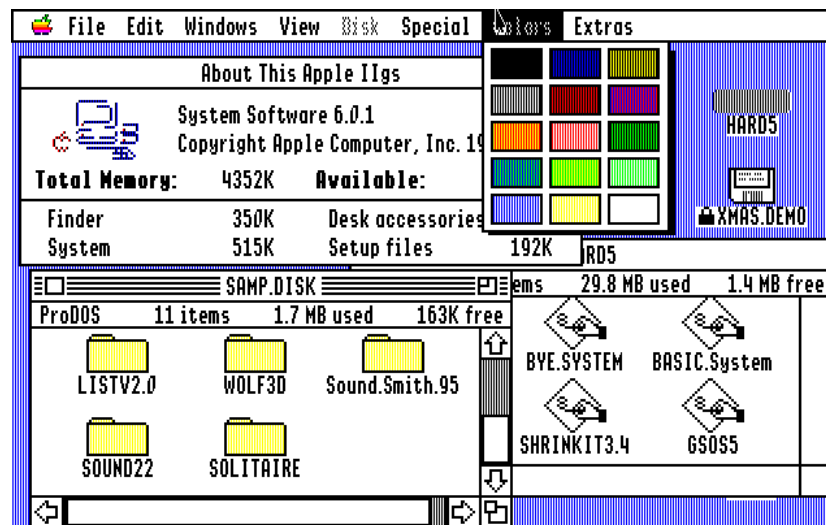 File Edit Windows View Disk Special Colors Extras
About This Apple IIgs
System Software 6.0.1
Copyright Apple Computer, Inc. 19
Total Memory: 4352K Available:
Finder 350K Desk accessories
System 515K Setup files 192K
HARD5
XMAS.DEMO
RD5
ems 29.8 MB used 1.4 MB free
BYE.SYSTEM BASIC.System
SHRINKIT3.4 GSOS5
SAMP.DISK
ProDOS 11 items 1.7 MB used 163K free
LISTV2.0 WOLF3D Sound.Smith.95
SOUND22 SOLITAIRE